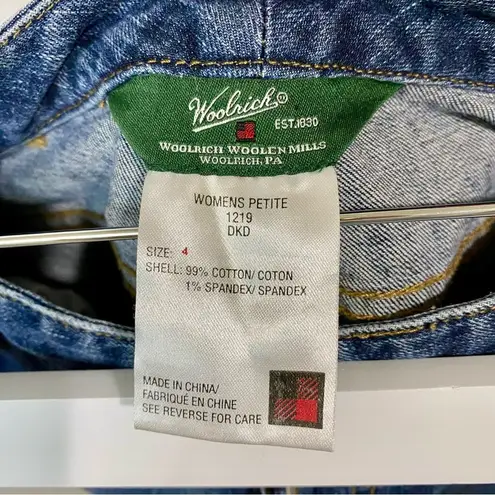 Woolrich
EST.1830
WOOLRICH WOOLEN MILLS
WOOLRICH, PA
WOMENS PETITE
1219
DKD
SIZE: 4
SHELL: 99% COTTON/ COTON
1% SPANDEX/ SPANDEX
MADE IN CHINA/
FABRIQUÉ EN CHINE
SEE REVERSE FOR CARE